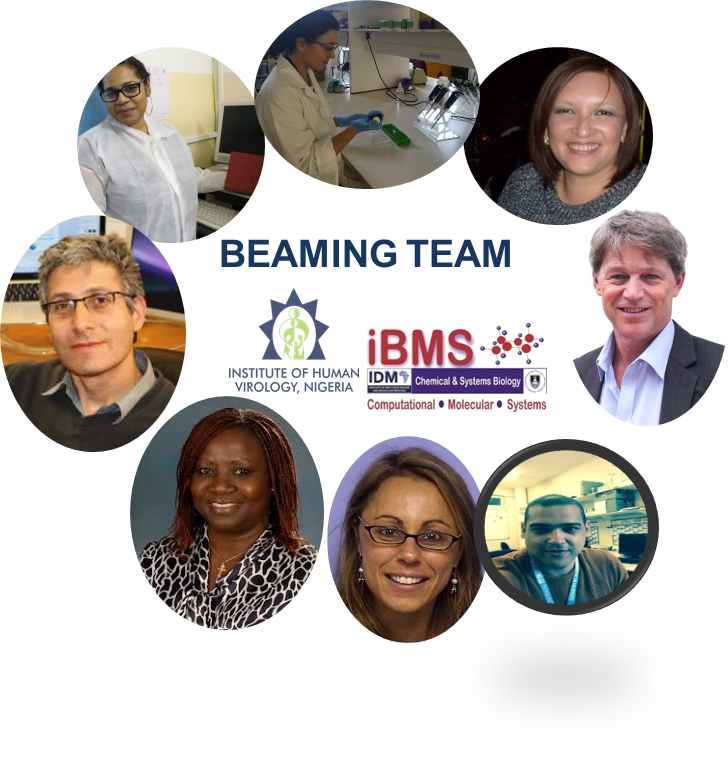 BEAMING TEAM
INSTITUTE OF HUMAN
VIROLOGY, NIGERIA
iBMS
IDM
Chemical & Systems Biology
Computational • Molecular • Systems